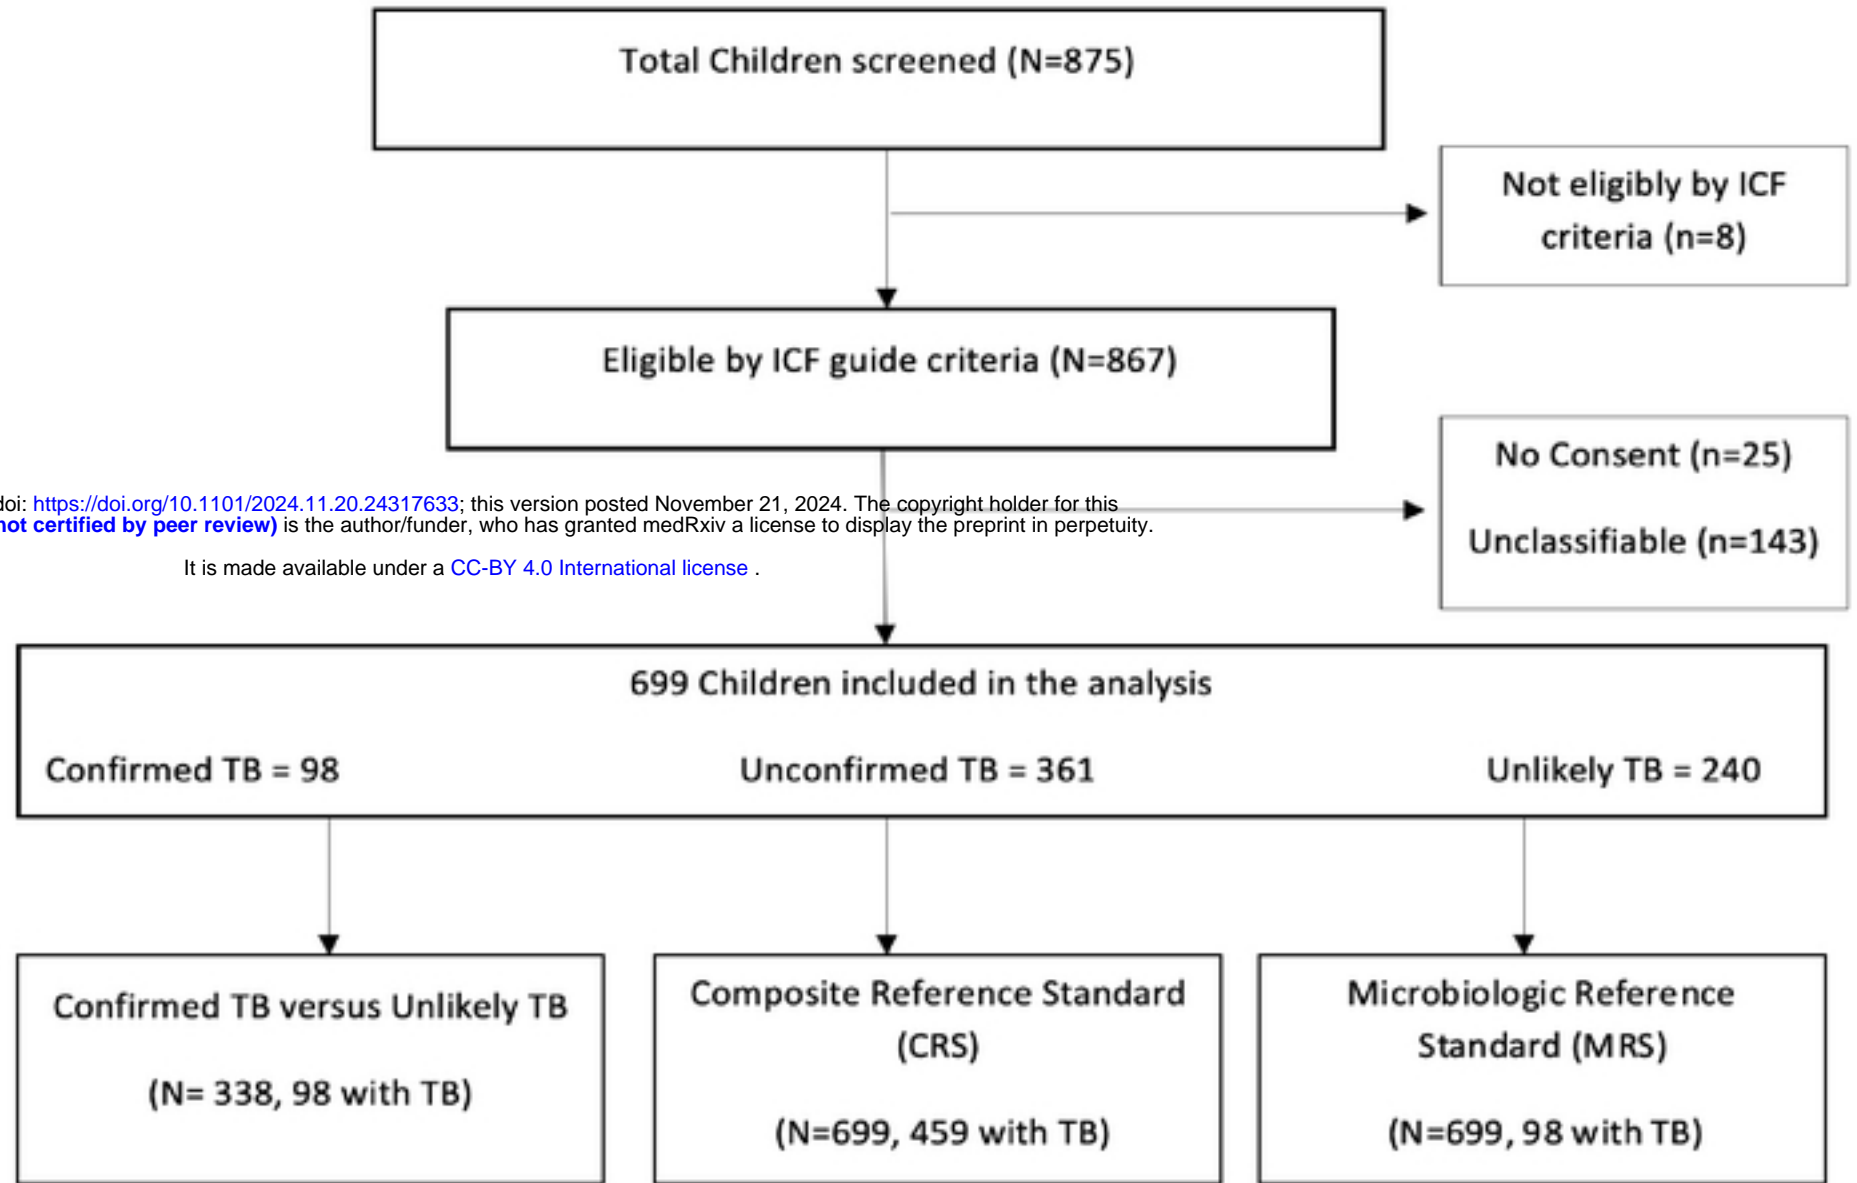 Total Children screened (N=875)
Not eligibly by ICF
criteria (n=8)
Eligible by ICF guide criteria (N=867)
No Consent (n=25)
Unclassifiable (n=143)
doi: https://doi.org/10.1101/2024.11.20.24317633; this version posted November 21, 2024. The copyright holder for this
not certified by peer review) is the author/funder, who has granted medRxiv a license to display the preprint in perpetuity.
It is made available under a CC-BY 4.0 International license .
699 Children included in the analysis
Confirmed TB = 98 Unconfirmed TB = 361 Unlikely TB = 240
Confirmed TB versus Unlikely TB
(N= 338, 98 with TB)
Composite Reference Standard
(CRS)
(N=699, 459 with TB)
Microbiologic Reference
Standard (MRS)
(N=699, 98 with TB)